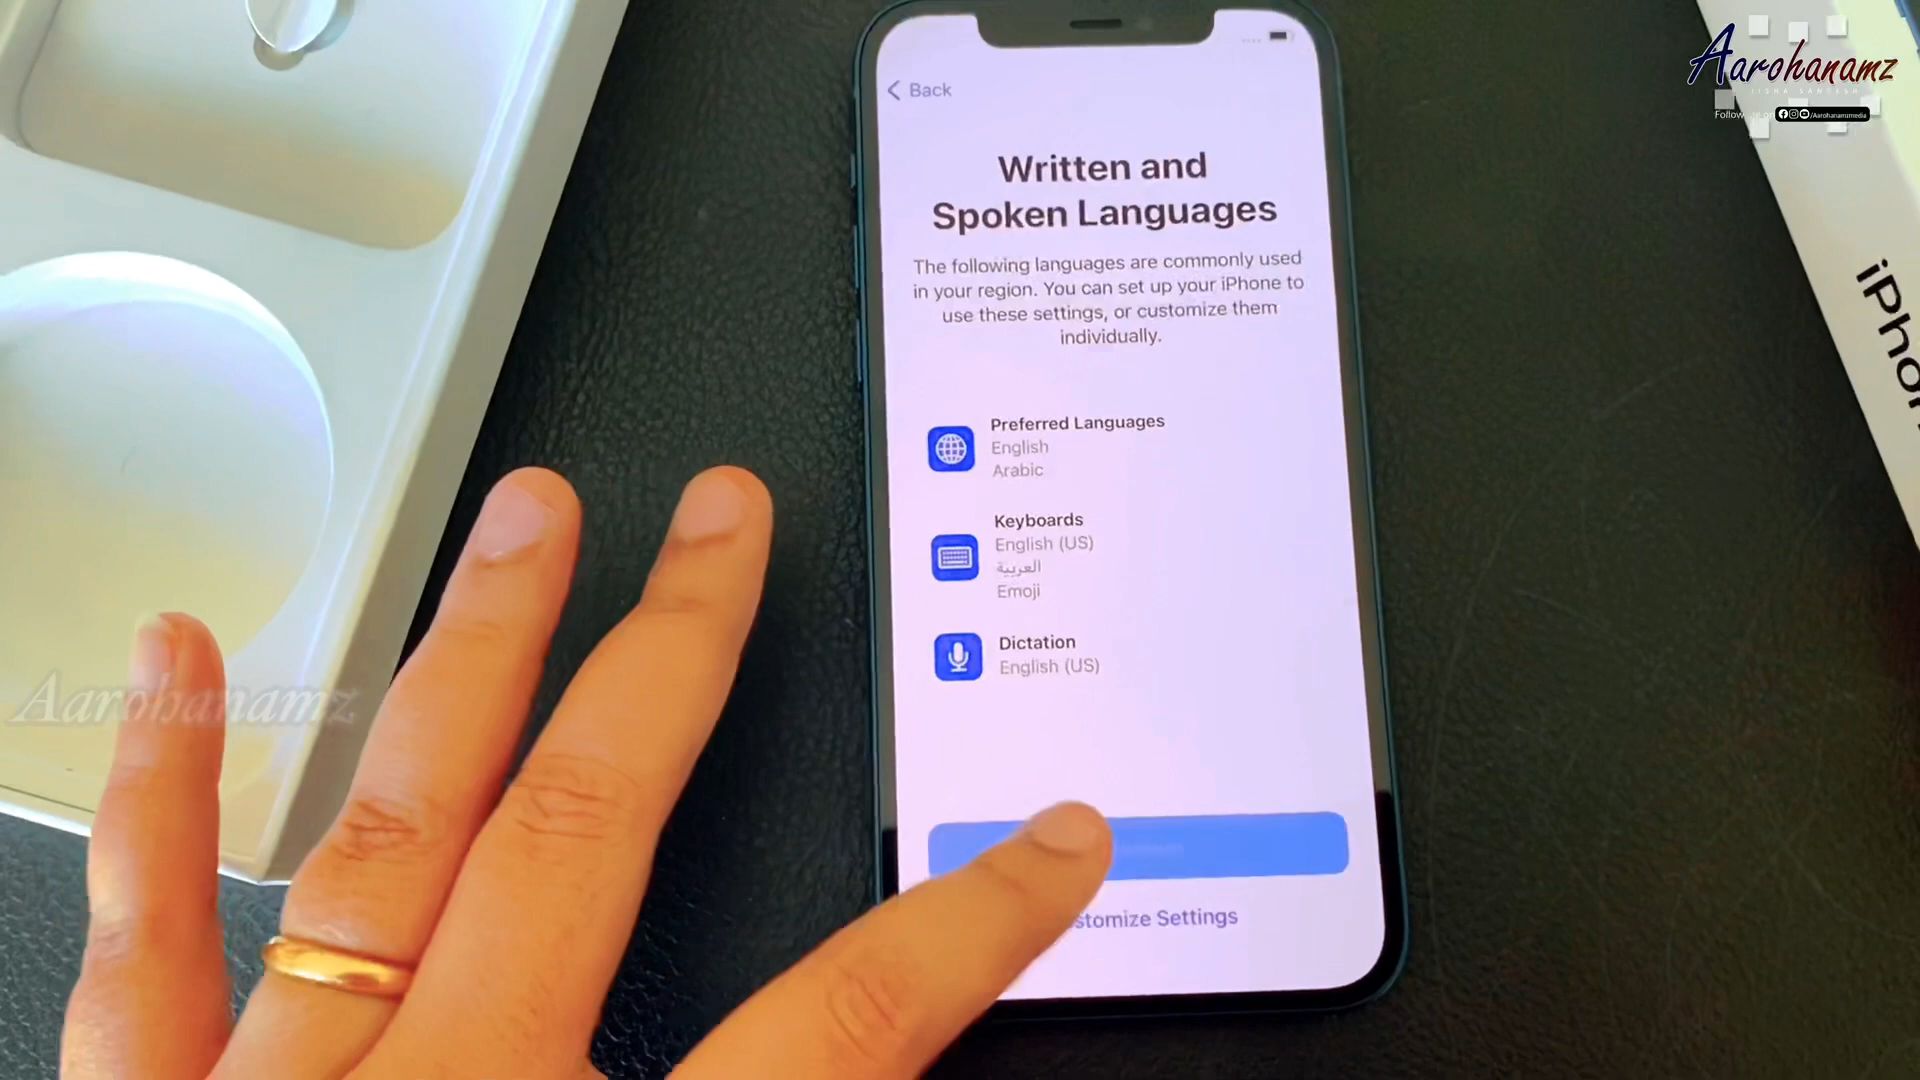 Back
Written and
Spoken Languages
The following languages are commonly used
in your region. You can set up your iPhone to
use these settings, or customize them
individually.
Preferred Languages
English
Arabic
Keyboards
English (US)
العربية
Emoji
Dictation
English (US)
stomize Settings
Aarohanamz
Follow
/Aarohanamzmedia
iPhon
Aarohanamz